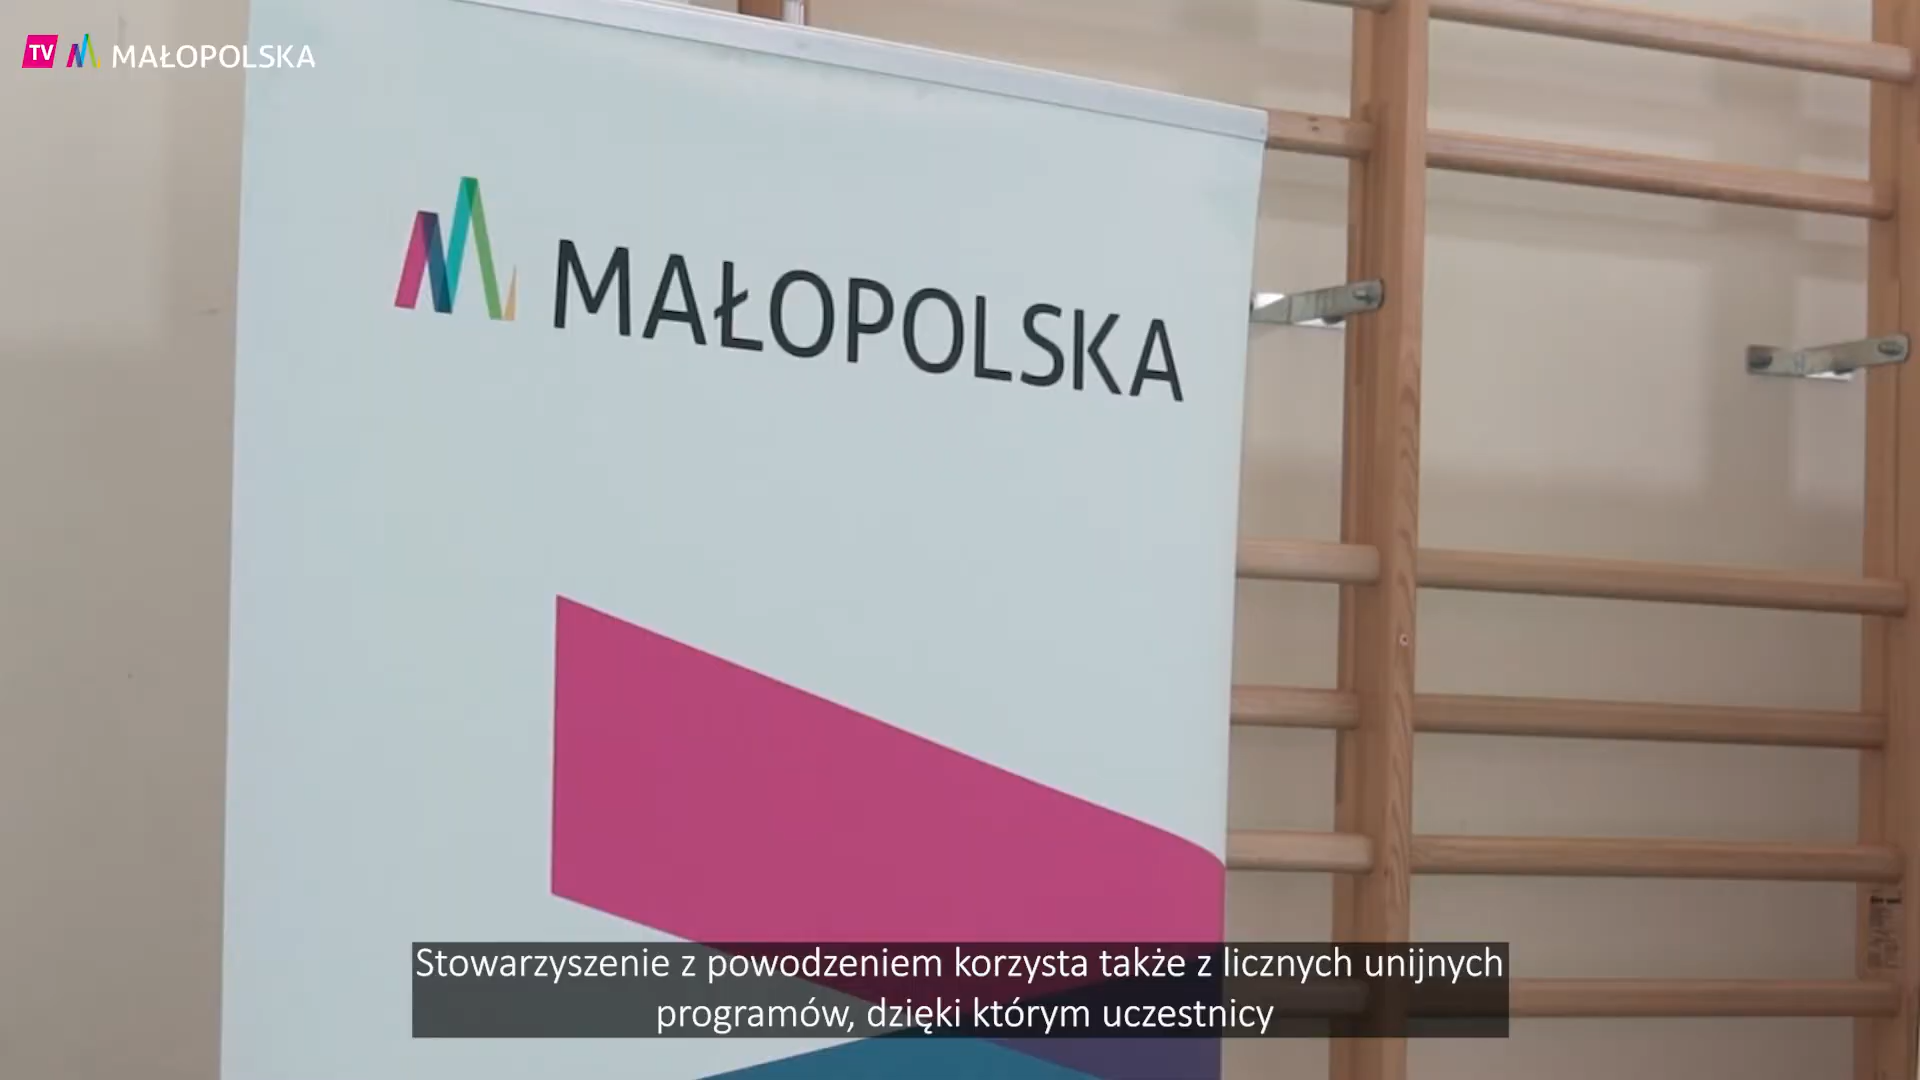 TV MAŁOPOLSKA
MAŁOPOLSKA
Stowarzyszenie z powodzeniem korzysta także z licznych unijnych
programów, dzięki którym uczestnicy